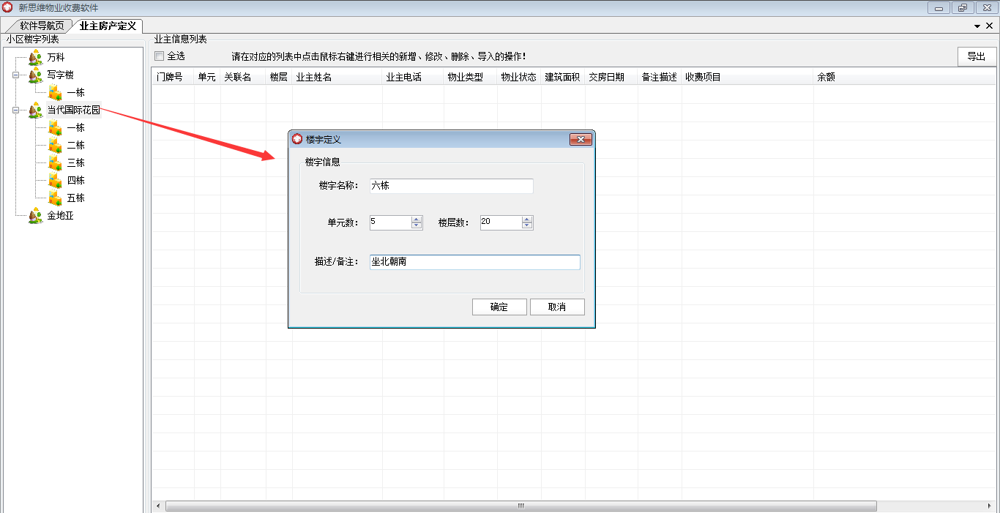 新思维物业收费软件
软件导航页 业主房产定义
小区楼宇列表
万科
写字楼
一栋
当代国际花园
一栋
二栋
三栋
四栋
五栋
金地亚
业主信息列表
全选 请在对应的列表中点击鼠标右键进行相关的新增、修改、删除、导入的操作！ 导出
门牌号 单元 关联名 楼层 业主姓名 业主电话 物业类型 物业状态 建筑面积 交房日期 备注描述 收费项目 余额
楼宇定义
楼宇信息
楼宇名称： 六栋
单元数： 5 楼层数： 20
描述/备注： 坐北朝南
确定 取消